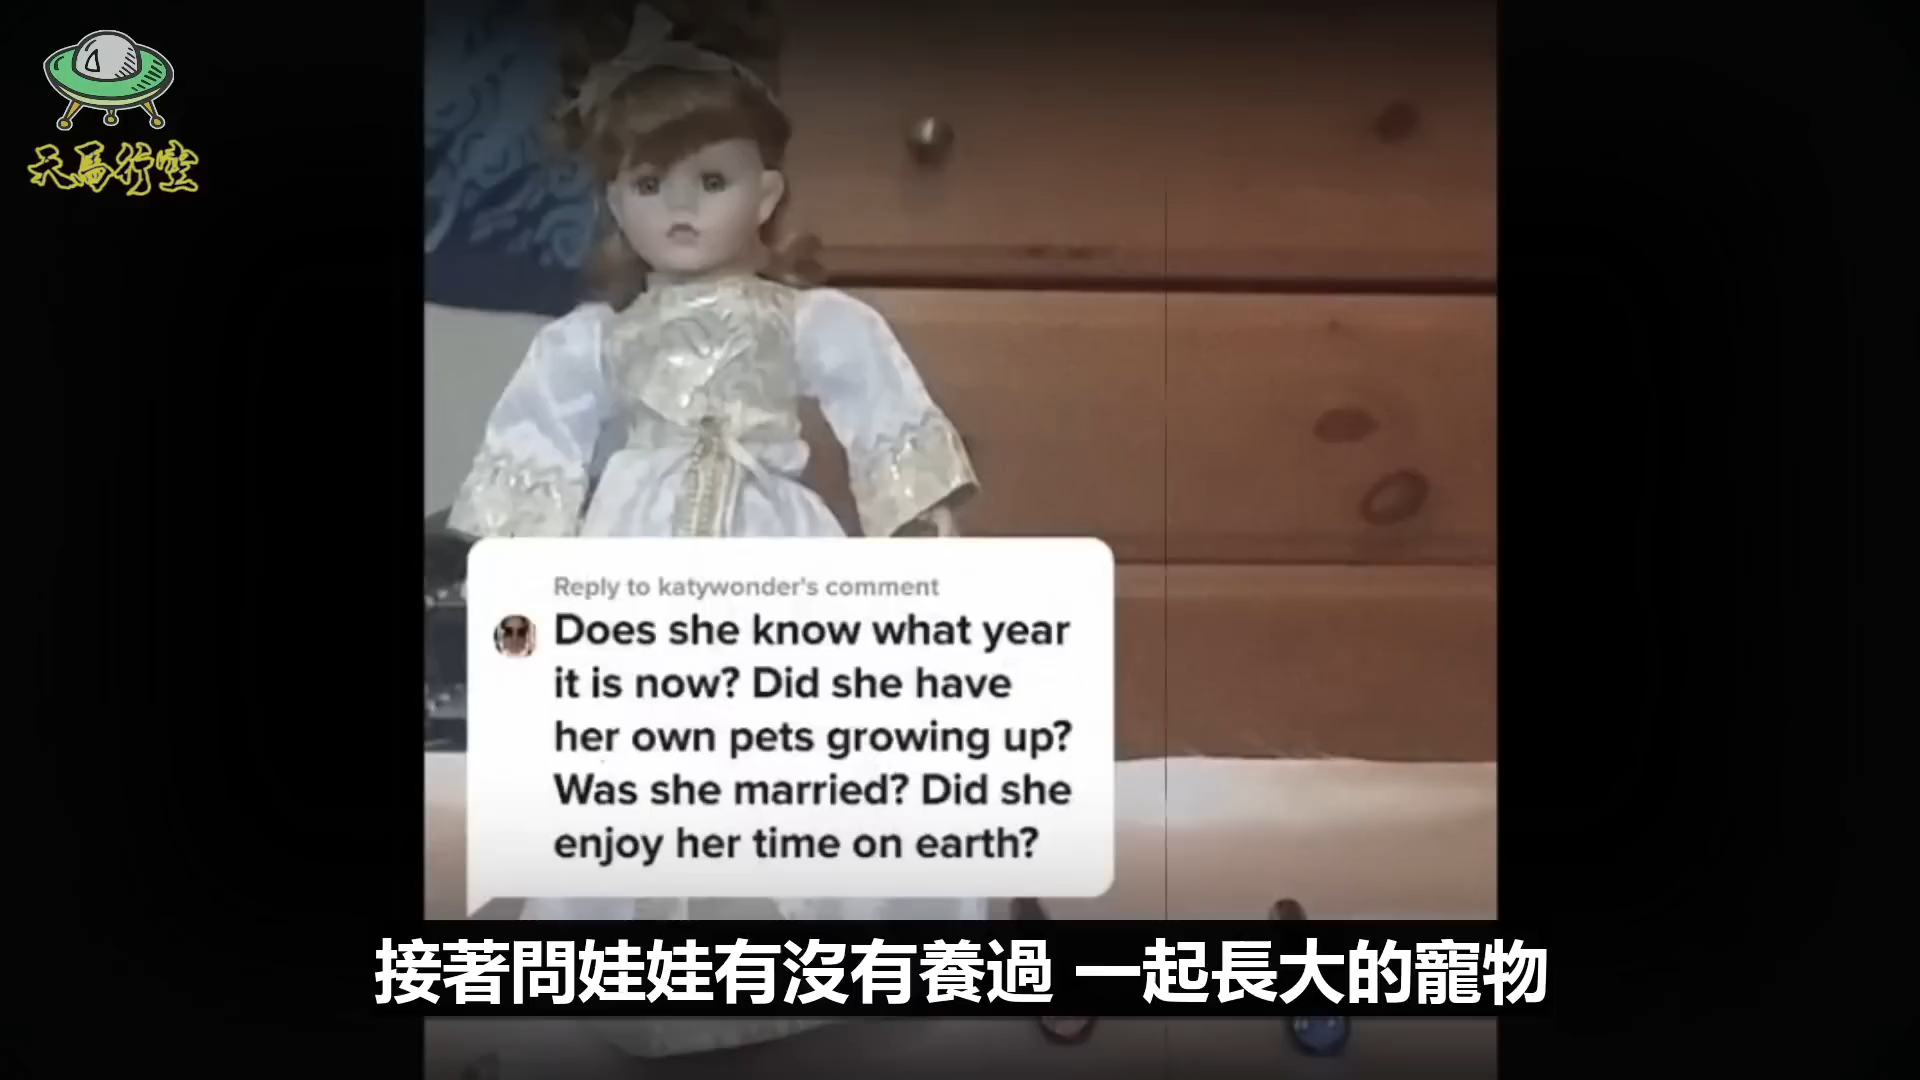 天馬行空
Reply to katywonder's comment
Does she know what year
it is now? Did she have
her own pets growing up?
Was she married? Did she
enjoy her time on earth?
接著問娃娃有沒有養過 一起長大的寵物